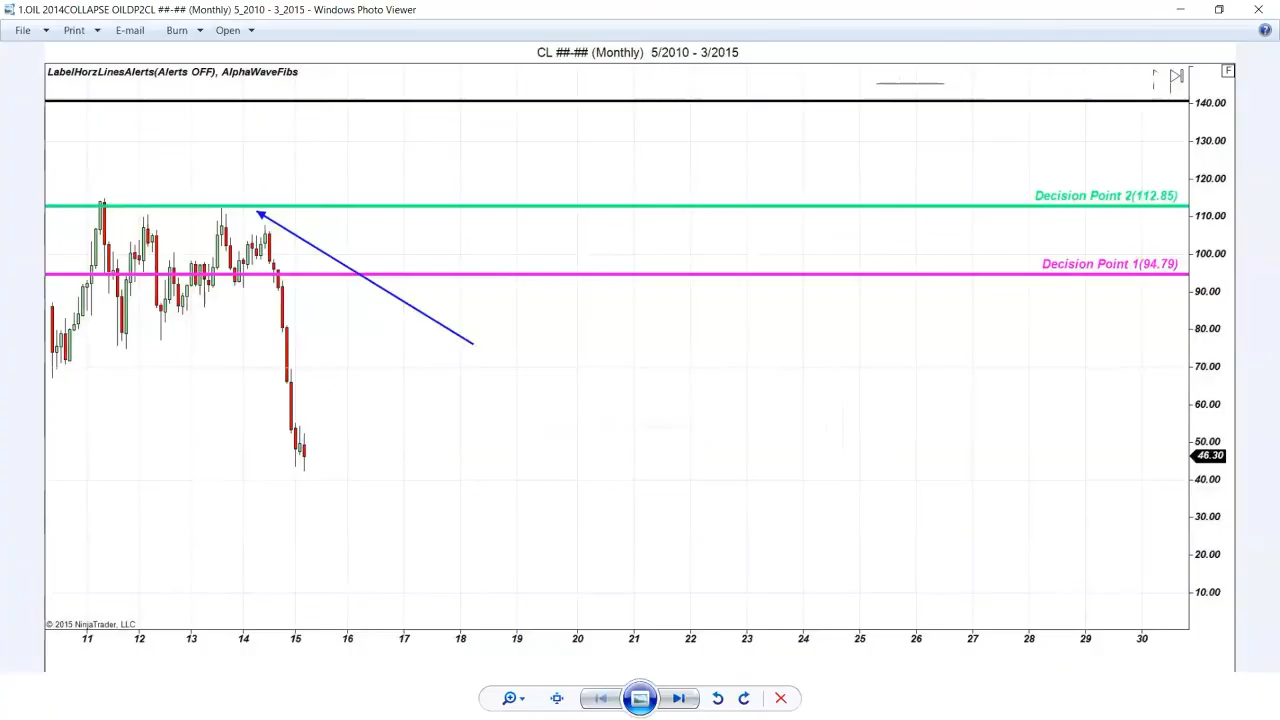 1.OIL 2014COLLAPSE OILDP2CL ##-## (Monthly) 5_2010 - 3_2015 - Windows Photo Viewer
File Print E-mail Burn Open
CL ##-## (Monthly) 5/2010 - 3/2015
LabelHorzLinesAlerts(Alerts OFF), AlphaWaveFibs
F
140.00
130.00
120.00
Decision Point 2(112.85)
110.00
100.00
Decision Point 1(94.79)
90.00
80.00
70.00
60.00
50.00
46.30
40.00
30.00
20.00
10.00
© 2015 NinjaTrader, LLC
11 12 13 14 15 16 17 18 19 20 21 22 23 24 25 26 27 28 29 30